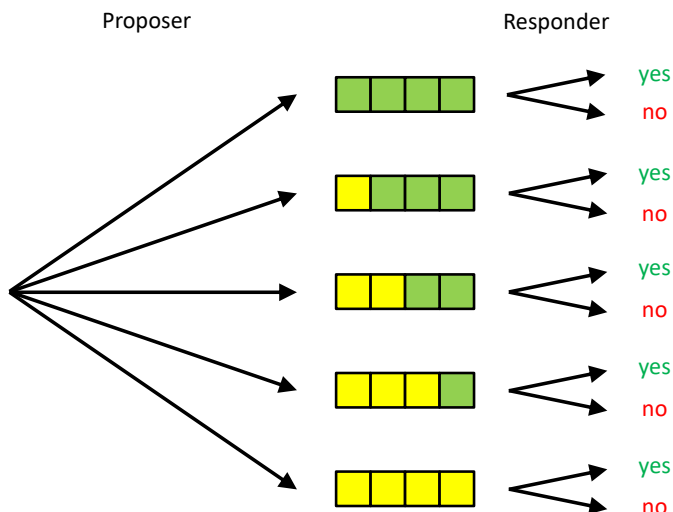 Proposer
Responder
yes
no
yes
no
yes
no
yes
no
yes
no